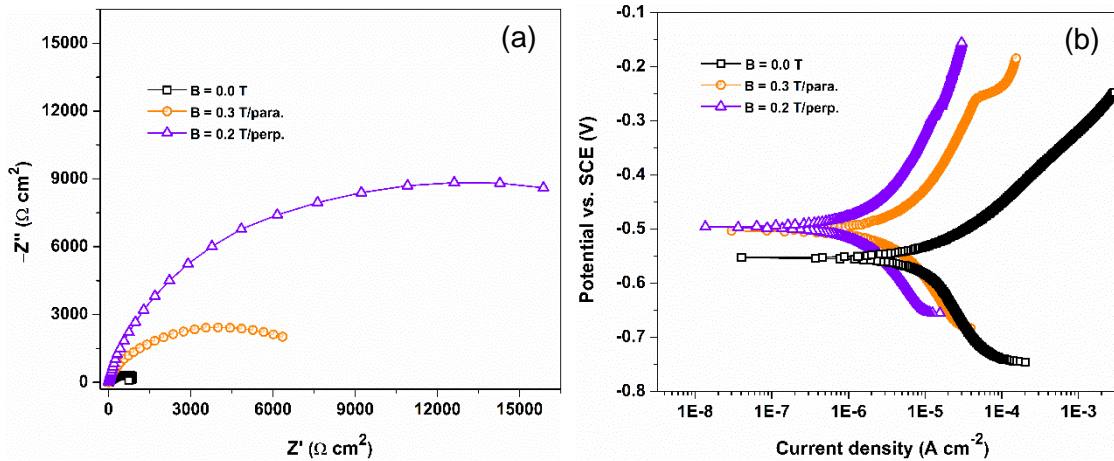 (a)
15000
12000
9000
6000
3000
0
−Z'' (Ω cm²)
B = 0.0 T
B = 0.3 T/para.
B = 0.2 T/perp.
0 3000 6000 9000 12000 15000
Z' (Ω cm²)
(b)
-0.1
-0.2
-0.3
-0.4
-0.5
-0.6
-0.7
-0.8
Potential vs. SCE (V)
B = 0.0 T
B = 0.3 T/para.
B = 0.2 T/perp.
1E-8 1E-7 1E-6 1E-5 1E-4 1E-3
Current density (A cm⁻²)